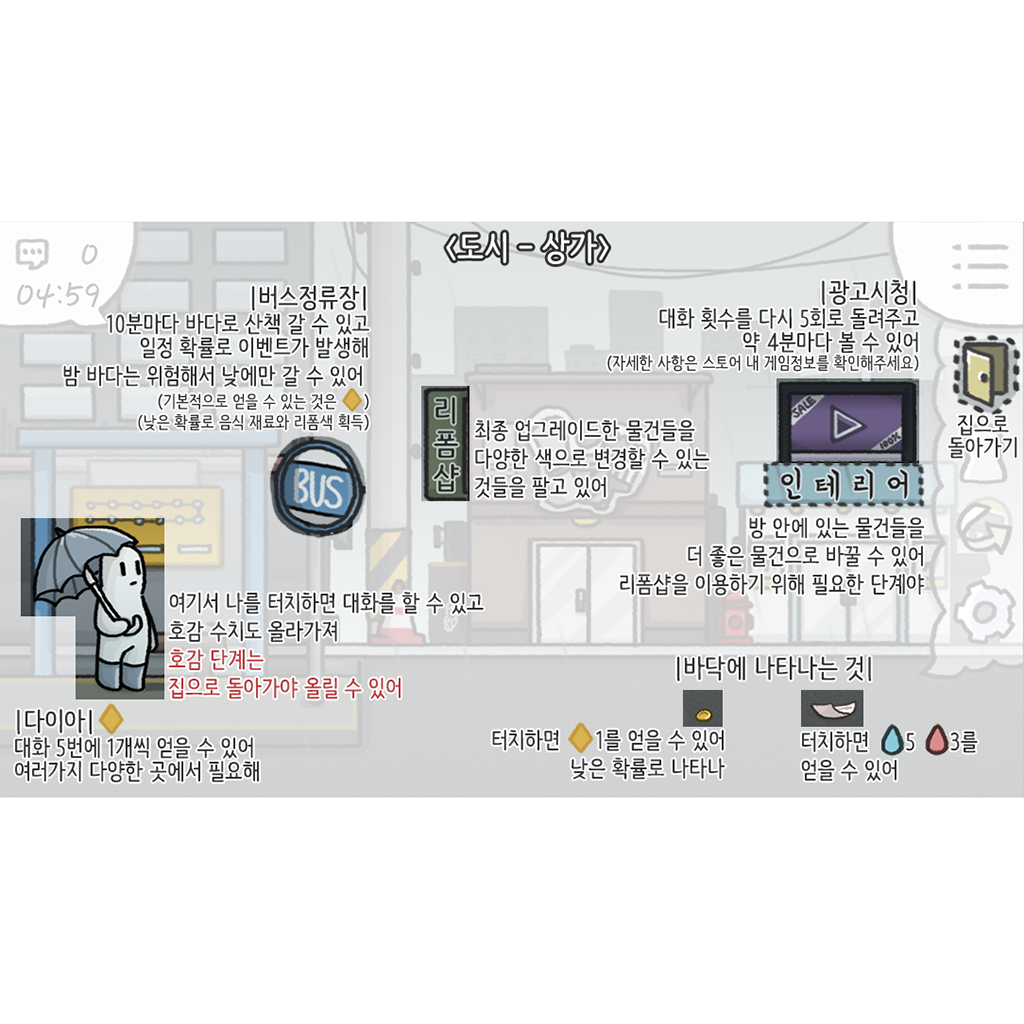 <도시 - 상가>
0
04:59
|버스정류장|
10분마다 바다로 산책 갈 수 있고
일정 확률로 이벤트가 발생해
밤 바다는 위험해서 낮에만 갈 수 있어
(기본적으로 얻을 수 있는 것은 )
(낮은 확률로 음식 재료와 리폼색 획득)
BUS
|광고시청|
대화 횟수를 다시 5회로 돌려주고
약 4분마다 볼 수 있어
(자세한 사항은 스토어 내 게임정보를 확인해주세요)
집으로
돌아가기
리폼샵
최종 업그레이드한 물건들을
다양한 색으로 변경할 수 있는
것들을 팔고 있어
SALE
100%
인테리어
방 안에 있는 물건들을
더 좋은 물건으로 바꿀 수 있어
리폼샵을 이용하기 위해 필요한 단계야
여기서 나를 터치하면 대화를 할 수 있고
호감 수치도 올라가져
호감 단계는
집으로 돌아가야 올릴 수 있어
|다이아|
대화 5번에 1개씩 얻을 수 있어
여러가지 다양한 곳에서 필요해
|바닥에 나타나는 것|
터치하면 1를 얻을 수 있어
낮은 확률로 나타나
터치하면 5 3를
얻을 수 있어